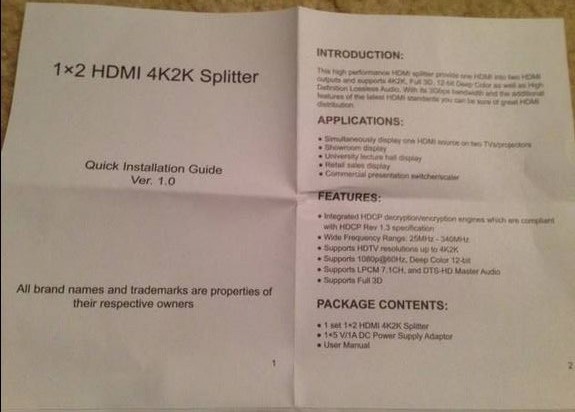 1×2 HDMI 4K2K Splitter
Quick Installation Guide
Ver. 1.0
All brand names and trademarks are properties of
their respective owners
1
INTRODUCTION:
This high performance HDMI splitter provide one HDMI into two HDMI
outputs and supports 4K2K, Full 3D, 12-bit Deep Color as well as High
Definition Lossless Audio. With its 3Gbps bandwidth and the additional
features of the latest HDMI standards you can be sure of great HDMI
distribution.
APPLICATIONS:
• Simultaneously display one HDMI source on two TVs/projectors
• Showroom display
• University lecture hall display
• Retail sales display
• Commercial presentation switcher/scaler
FEATURES:
• Integrated HDCP decryption/encryption engines which are compliant
with HDCP Rev 1.3 specification
• Wide Frequency Range: 25MHz - 340MHz
• Supports HDTV resolutions up to 4K2K
• Supports 1080p@60Hz, Deep Color 12-bit
• Supports LPCM 7.1CH, and DTS-HD Master Audio
• Supports Full 3D
PACKAGE CONTENTS:
• 1 set 1×2 HDMI 4K2K Splitter
• 1×5 V/1A DC Power Supply Adaptor
• User Manual
2